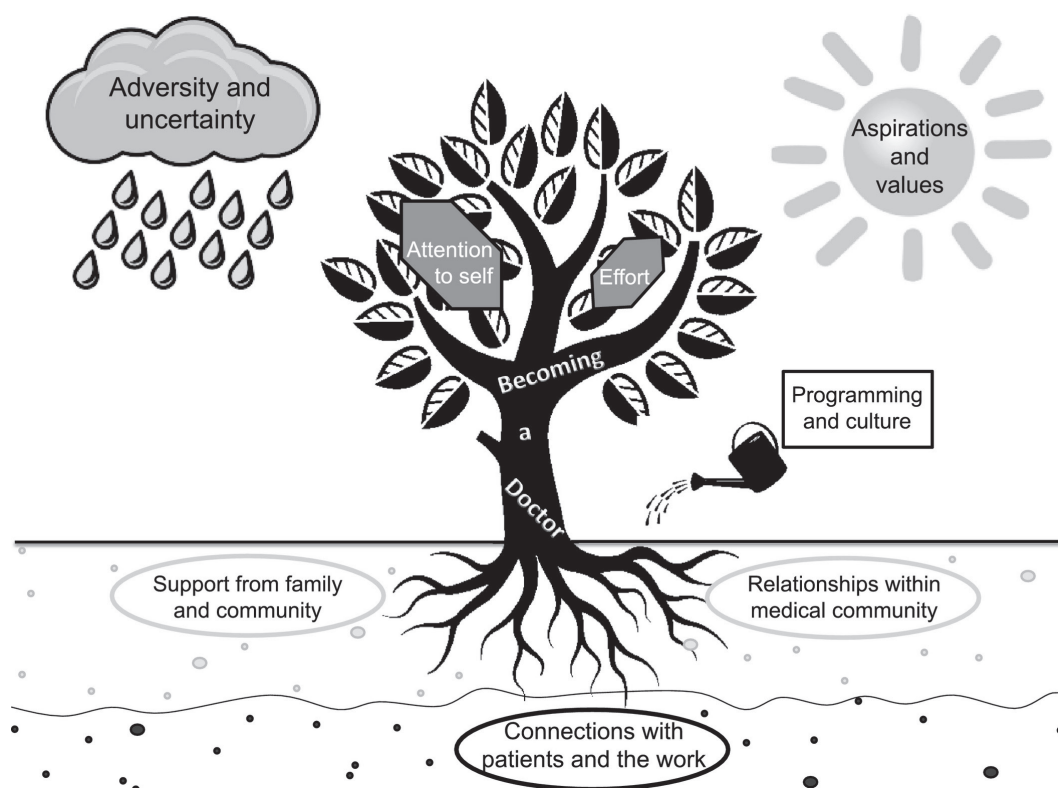 Adversity and
uncertainty
Aspirations
and
values
Attention
to self
Effort
Becoming
a
Doctor
Programming
and culture
Support from family
and community
Relationships within
medical community
Connections with
patients and the work